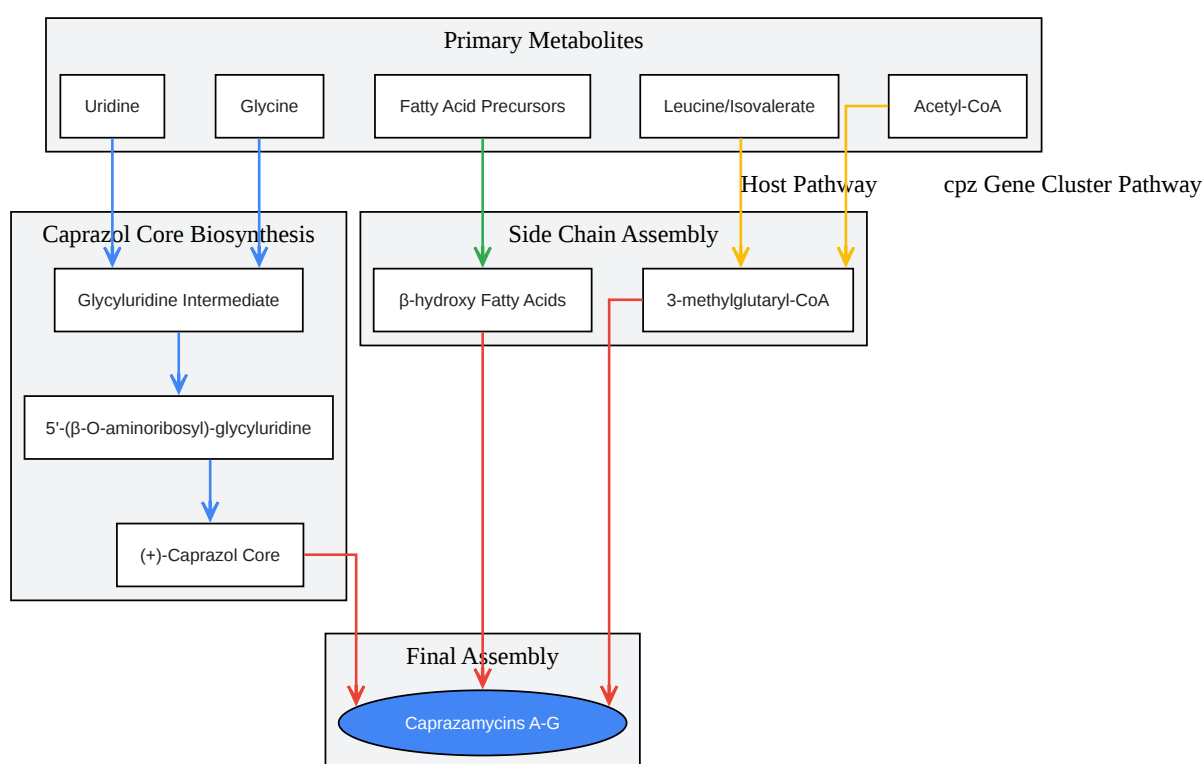 Primary Metabolites
Uridine
Glycine
Fatty Acid Precursors
Leucine/Isovalerate
Acetyl-CoA
Host Pathway
cpz Gene Cluster Pathway
Caprazol Core Biosynthesis
Side Chain Assembly
Glycyluridine Intermediate
β-hydroxy Fatty Acids
3-methylglutaryl-CoA
5'-(β-O-aminoribosyl)-glycyluridine
(+)-Caprazol Core
Final Assembly
Caprazamycins A-G